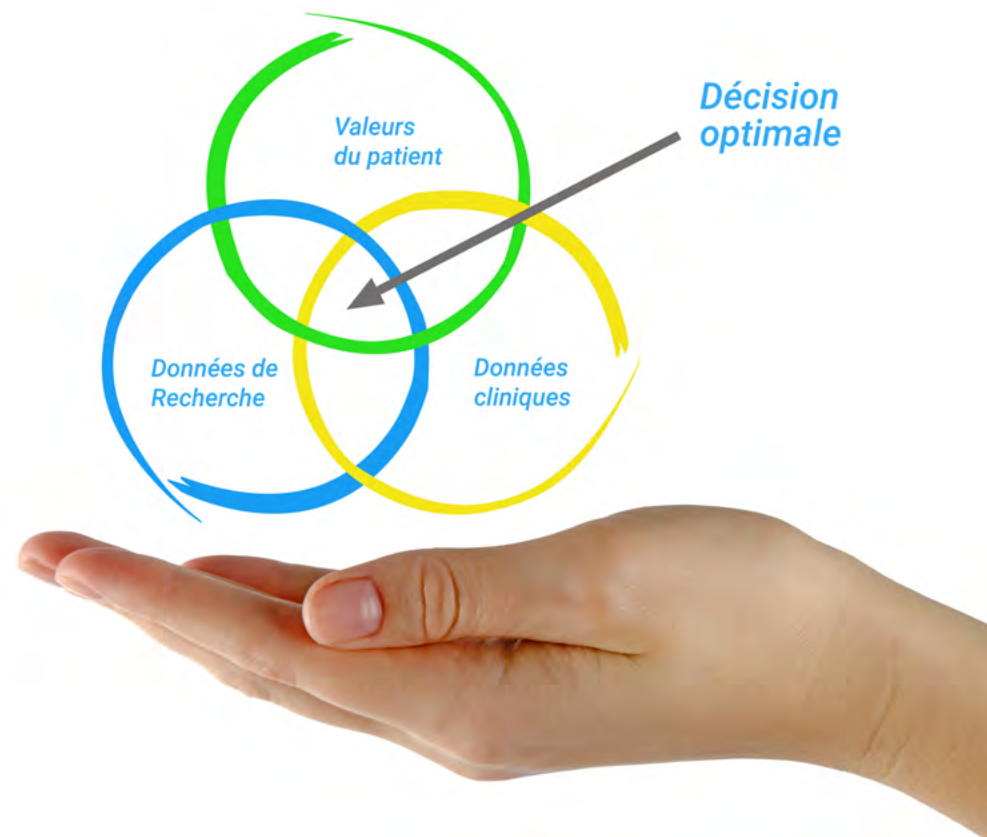 Valeurs
du patient
Décision
optimale
Données de
Recherche
Données
cliniques